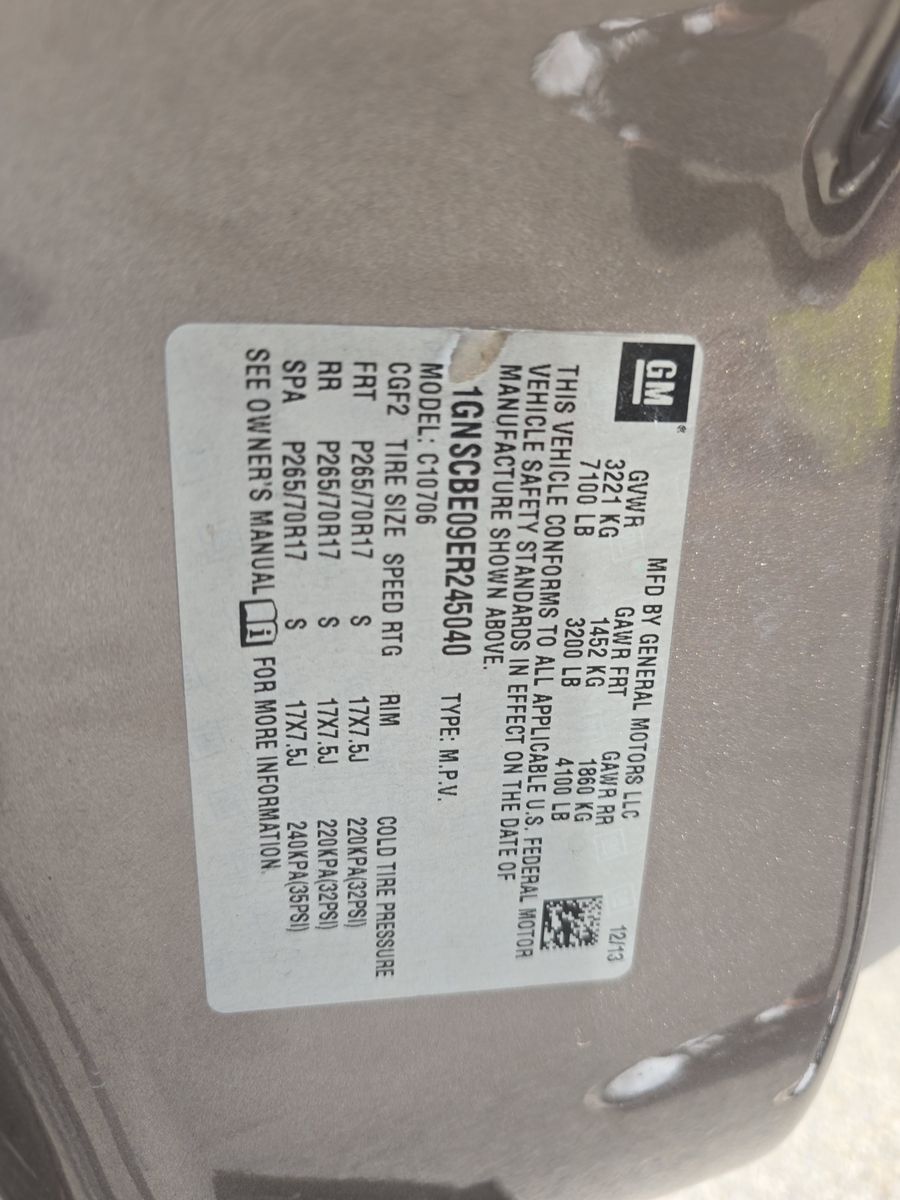 GM®
MFD BY GENERAL MOTORS LLC 12/13
GVWR GAWR FRT GAWR RR
3221 KG 1452 KG 1860 KG
7100 LB 3200 LB 4100 LB
THIS VEHICLE CONFORMS TO ALL APPLICABLE U.S. FEDERAL MOTOR
VEHICLE SAFETY STANDARDS IN EFFECT ON THE DATE OF
MANUFACTURE SHOWN ABOVE.
1GNSCBE09ER245040 TYPE: M.P.V.
MODEL: C10706
CGF2 TIRE SIZE SPEED RTG RIM COLD TIRE PRESSURE
FRT P265/70R17 S 17X7.5J 220KPA(32PSI)
RR P265/70R17 S 17X7.5J 220KPA(32PSI)
SPA P265/70R17 S 17X7.5J 240KPA(35PSI)
SEE OWNER'S MANUAL i FOR MORE INFORMATION.